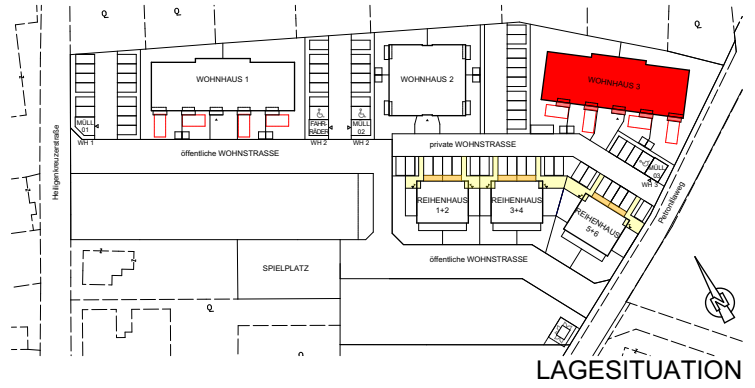 WOHNHAUS 1
WOHNHAUS 2
WOHNHAUS 3
MÜLL
01
WH 1
FAHR-
RÄDER
WH 2
MÜLL
02
WH 2
öffentliche WOHNSTRASSE
private WOHNSTRASSE
MÜLL
03
WH 3
Heiligenkreuzerstraße
Petronillaweg
REIHENHAUS
1+2
REIHENHAUS
3+4
REIHENHAUS
5+6
SPIELPLATZ
öffentliche WOHNSTRASSE
N
LAGESITUATION